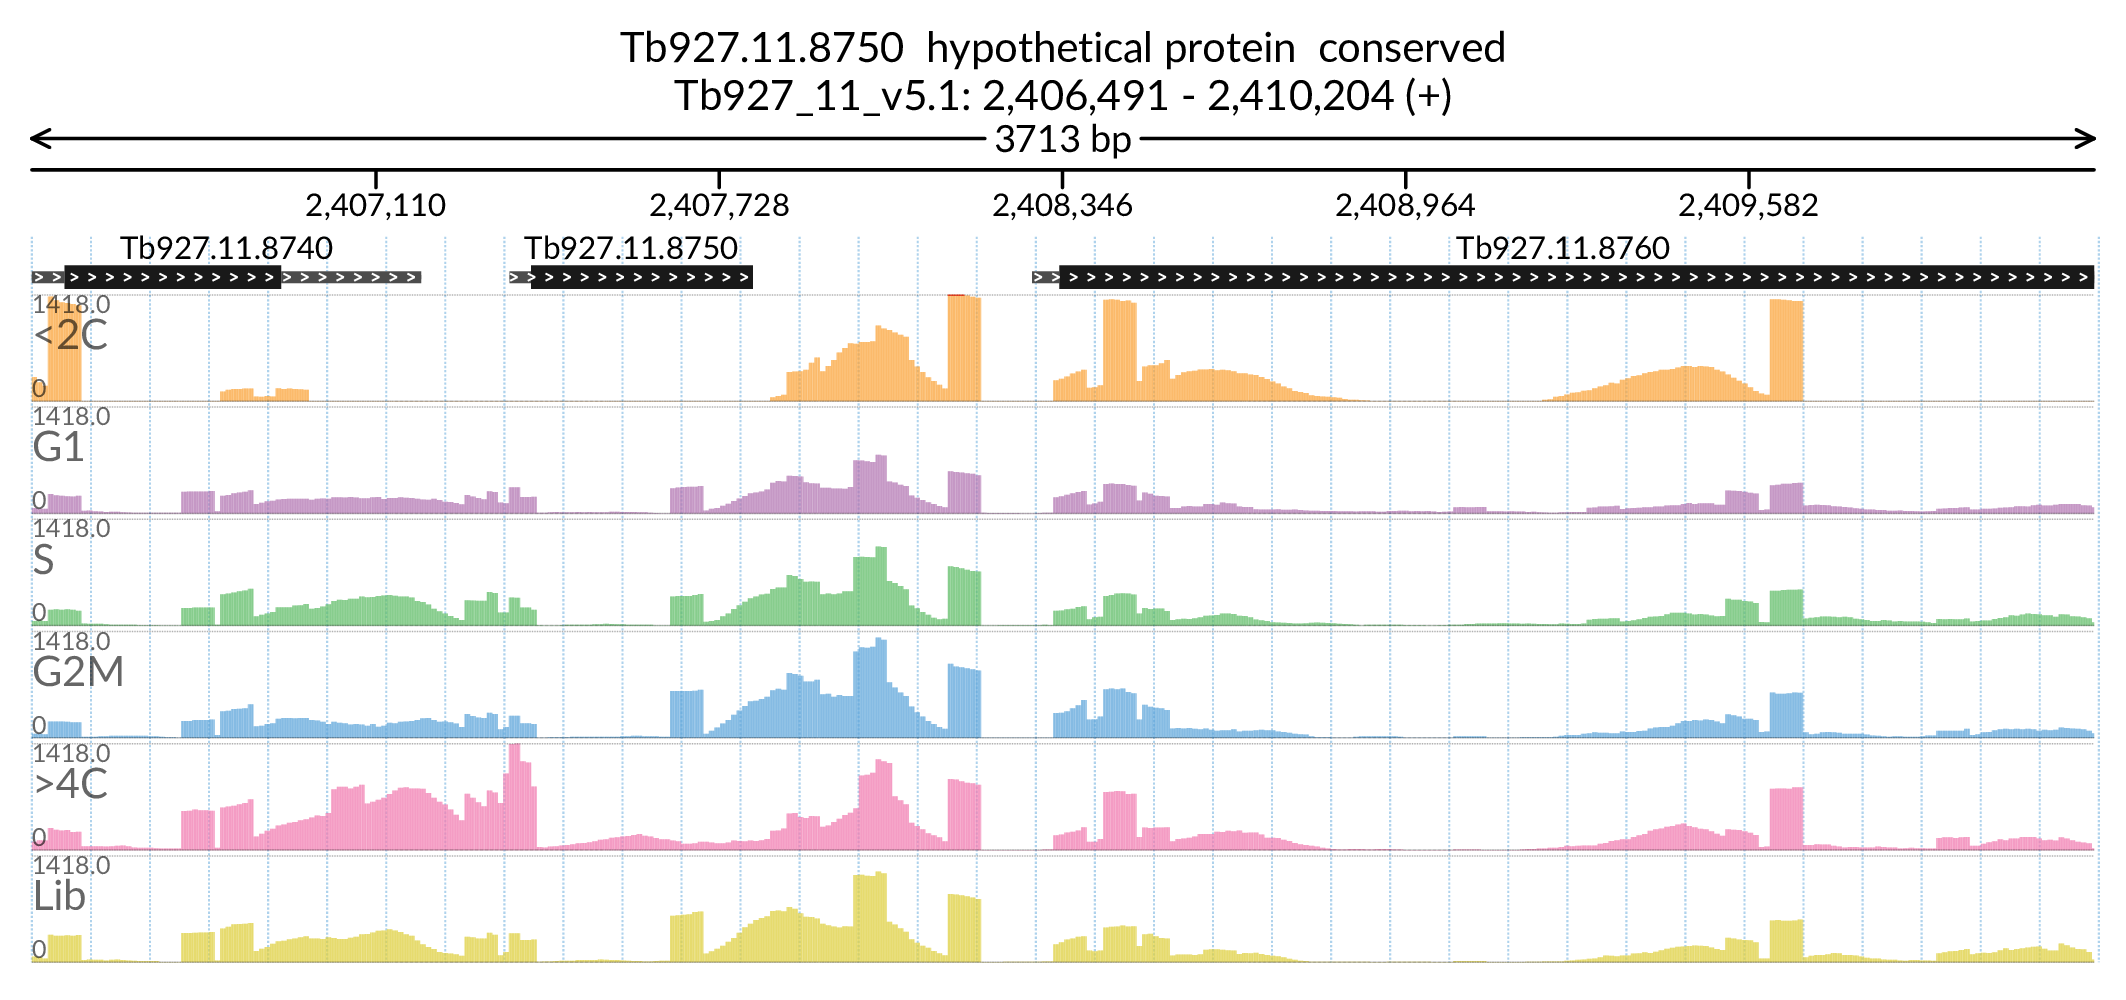 Tb927.11.8750 hypothetical protein conserved
Tb927_11_v5.1: 2,406,491 - 2,410,204 (+)
3713 bp
2,407,110 2,407,728 2,408,346 2,408,964 2,409,582
Tb927.11.8740 Tb927.11.8750 Tb927.11.8760
1418.0
<2C
0
1418.0
G1
0
1418.0
S
0
1418.0
G2M
0
1418.0
>4C
0
1418.0
Lib
0